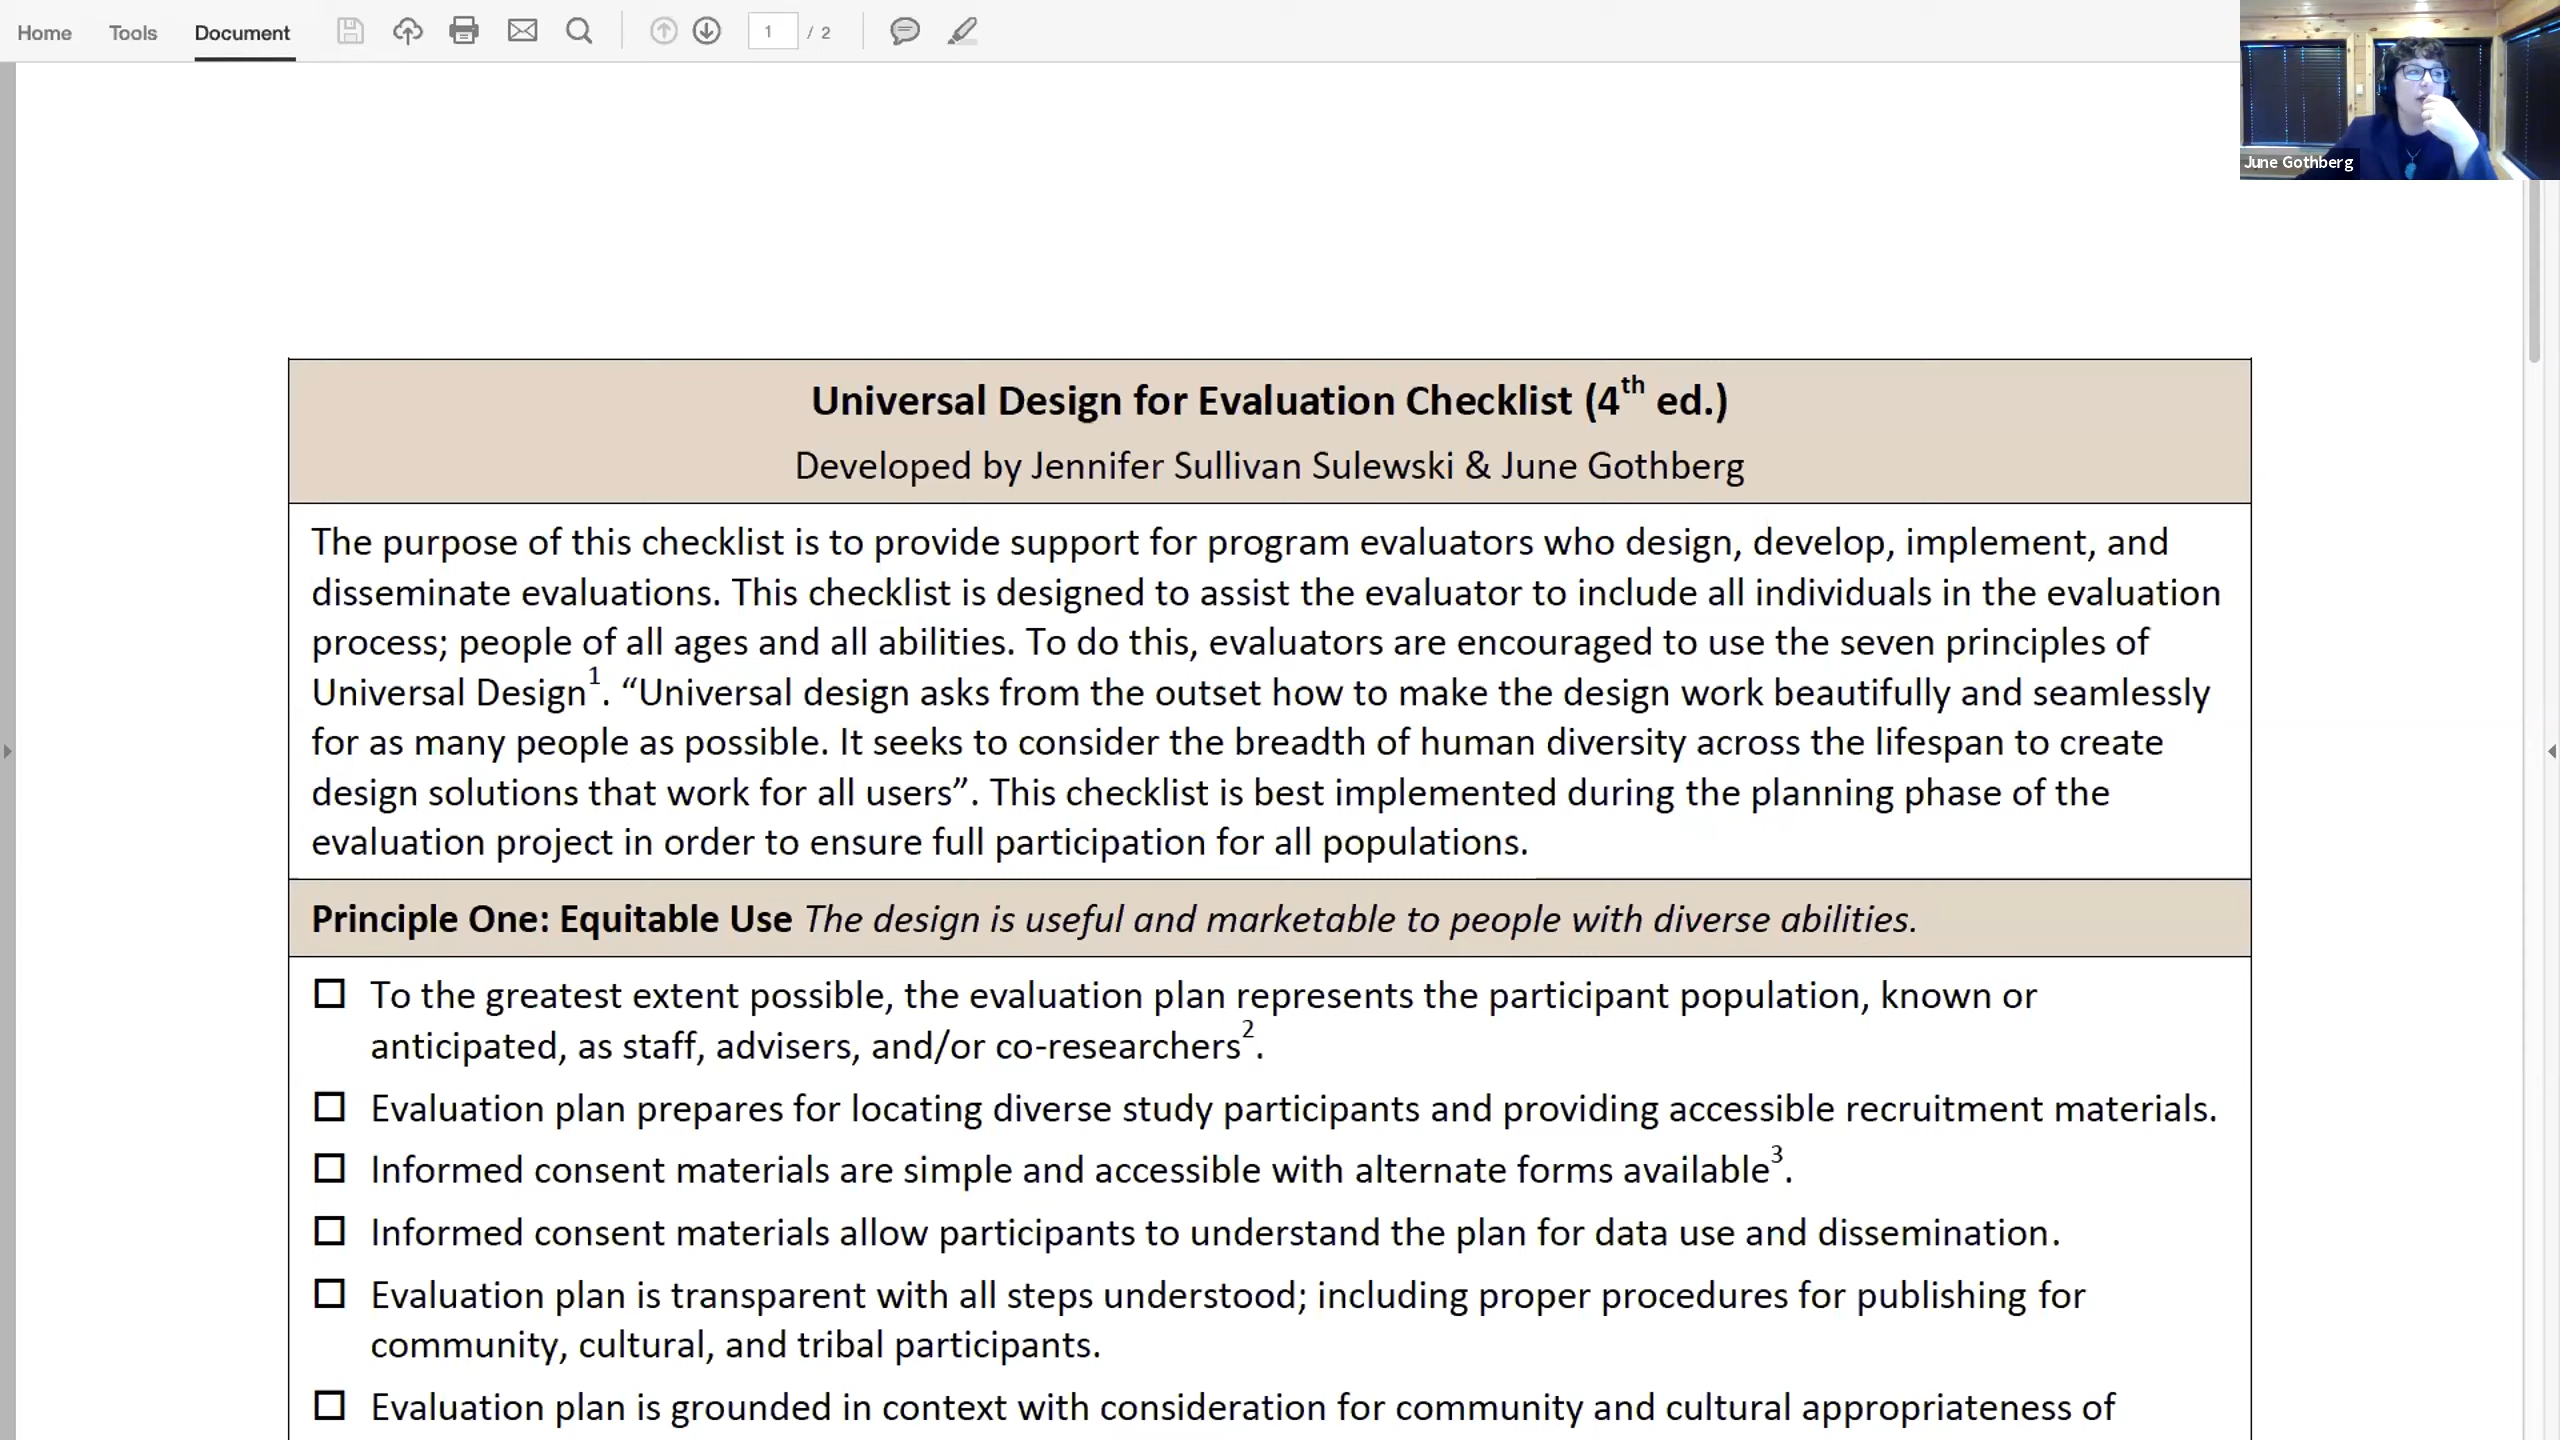 Home Tools Document 1 / 2
June Gothberg
Universal Design for Evaluation Checklist (4th ed.)
Developed by Jennifer Sullivan Sulewski & June Gothberg
The purpose of this checklist is to provide support for program evaluators who design, develop, implement, and
disseminate evaluations. This checklist is designed to assist the evaluator to include all individuals in the evaluation
process; people of all ages and all abilities. To do this, evaluators are encouraged to use the seven principles of
Universal Design1. “Universal design asks from the outset how to make the design work beautifully and seamlessly
for as many people as possible. It seeks to consider the breadth of human diversity across the lifespan to create
design solutions that work for all users”. This checklist is best implemented during the planning phase of the
evaluation project in order to ensure full participation for all populations.
Principle One: Equitable Use The design is useful and marketable to people with diverse abilities.
To the greatest extent possible, the evaluation plan represents the participant population, known or
anticipated, as staff, advisers, and/or co-researchers2.
Evaluation plan prepares for locating diverse study participants and providing accessible recruitment materials.
Informed consent materials are simple and accessible with alternate forms available3.
Informed consent materials allow participants to understand the plan for data use and dissemination.
Evaluation plan is transparent with all steps understood; including proper procedures for publishing for
community, cultural, and tribal participants.
Evaluation plan is grounded in context with consideration for community and cultural appropriateness of